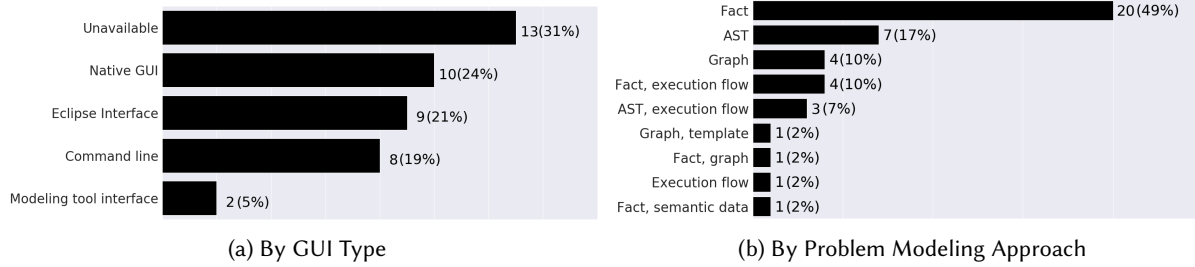 Unavailable 13(31%)
Native GUI 10(24%)
Eclipse Interface 9(21%)
Command line 8(19%)
Modeling tool interface 2(5%)
(a) By GUI Type
Fact 20(49%)
AST 7(17%)
Graph 4(10%)
Fact, execution flow 4(10%)
AST, execution flow 3(7%)
Graph, template 1(2%)
Fact, graph 1(2%)
Execution flow 1(2%)
Fact, semantic data 1(2%)
(b) By Problem Modeling Approach